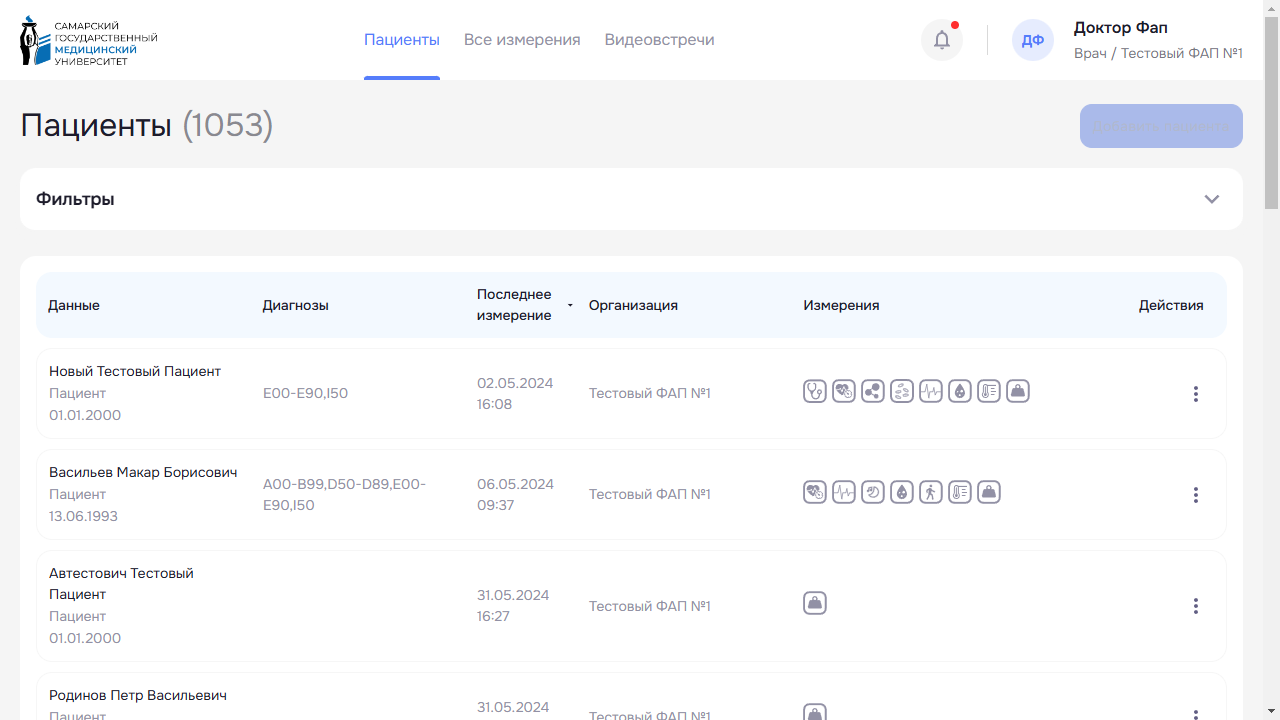 САМАРСКИЙ
ГОСУДАРСТВЕННЫЙ
МЕДИЦИНСКИЙ
УНИВЕРСИТЕТ
Пациенты
Все измерения
Видеовстречи
ДФ
Доктор Фап
Врач / Тестовый ФАП №1
Пациенты (1053)
Фильтры
Данные
Диагнозы
Последнее
измерение
Организация
Измерения
Действия
Новый Тестовый Пациент
Пациент
01.01.2000
E00-E90,I50
02.05.2024
16:08
Тестовый ФАП №1
Васильев Макар Борисович
Пациент
13.06.1993
A00-B99,D50-D89,E00-
E90,I50
06.05.2024
09:37
Тестовый ФАП №1
Автестович Тестовый
Пациент
Пациент
01.01.2000
31.05.2024
16:27
Тестовый ФАП №1
Родинов Петр Васильевич
Пациент
31.05.2024
Тестовый ФАП №1